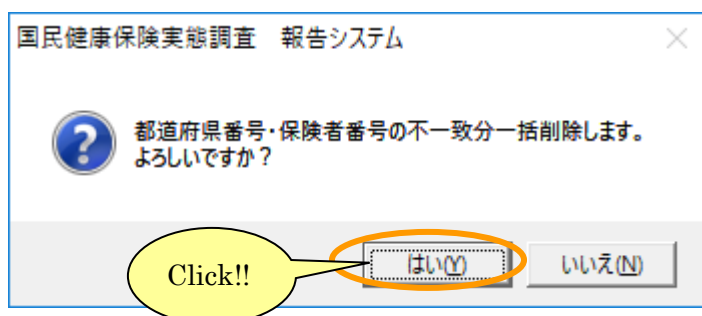 国民健康保険実態調査　報告システム
都道府県番号・保険者番号の不一致分一括削除します。
よろしいですか？
Click!!
はい(Y)
いいえ(N)